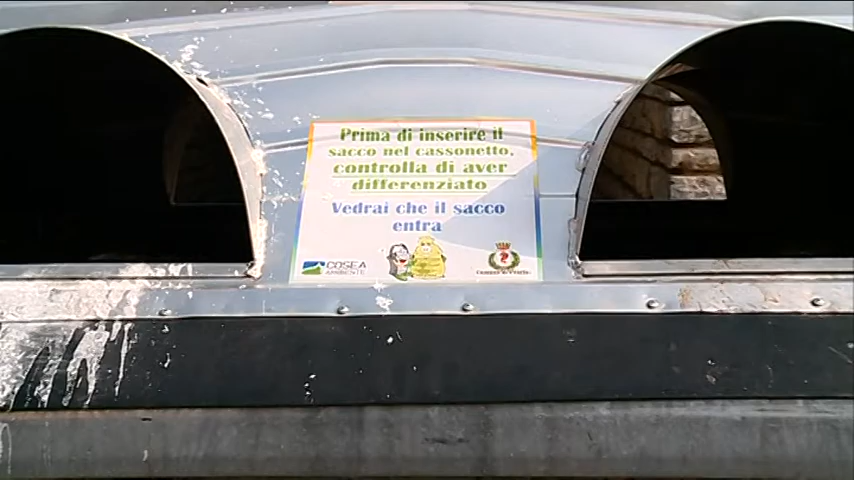 Prima di inserire il
sacco nel cassonetto,
controlla di aver
differenziato
Vedrai che il sacco
entra
COSEA
AMBIENTE